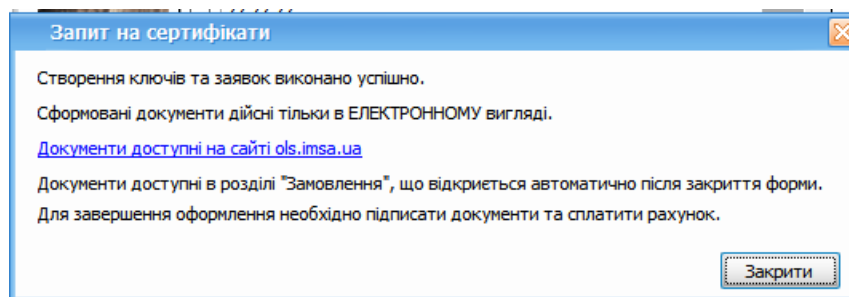 Запит на сертифікати
Створення ключів та заявок виконано успішно.
Сформовані документи дійсні тільки в ЕЛЕКТРОННОМУ вигляді.
Документи доступні на сайті ols.imsa.ua
Документи доступні в розділі "Замовлення", що відкриється автоматично після закриття форми.
Для завершення оформлення необхідно підписати документи та сплатити рахунок.
Закрити